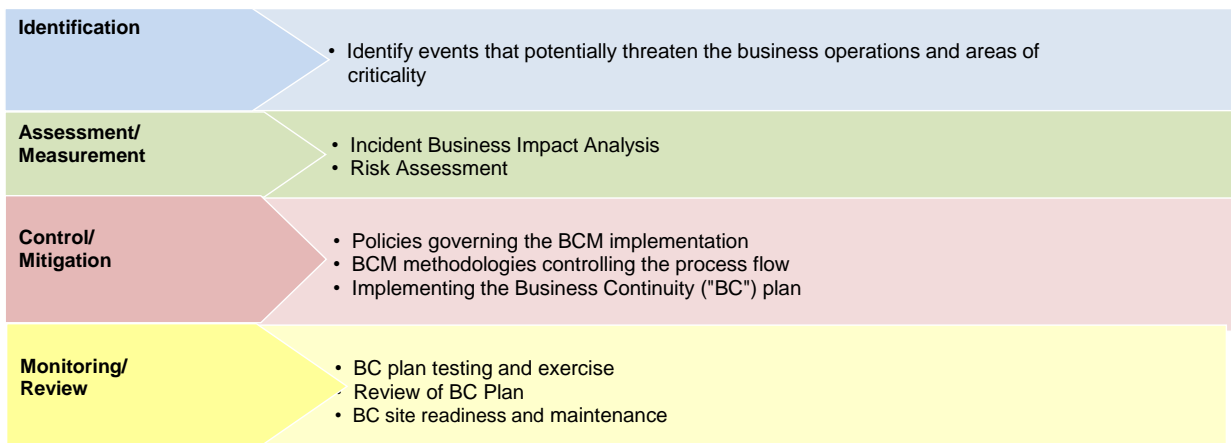 Identification
• Identify events that potentially threaten the business operations and areas of
criticality
Assessment/
Measurement
• Incident Business Impact Analysis
• Risk Assessment
Control/
Mitigation
• Policies governing the BCM implementation
• BCM methodologies controlling the process flow
• Implementing the Business Continuity ("BC") plan
Monitoring/
Review
• BC plan testing and exercise
• Review of BC Plan
• BC site readiness and maintenance